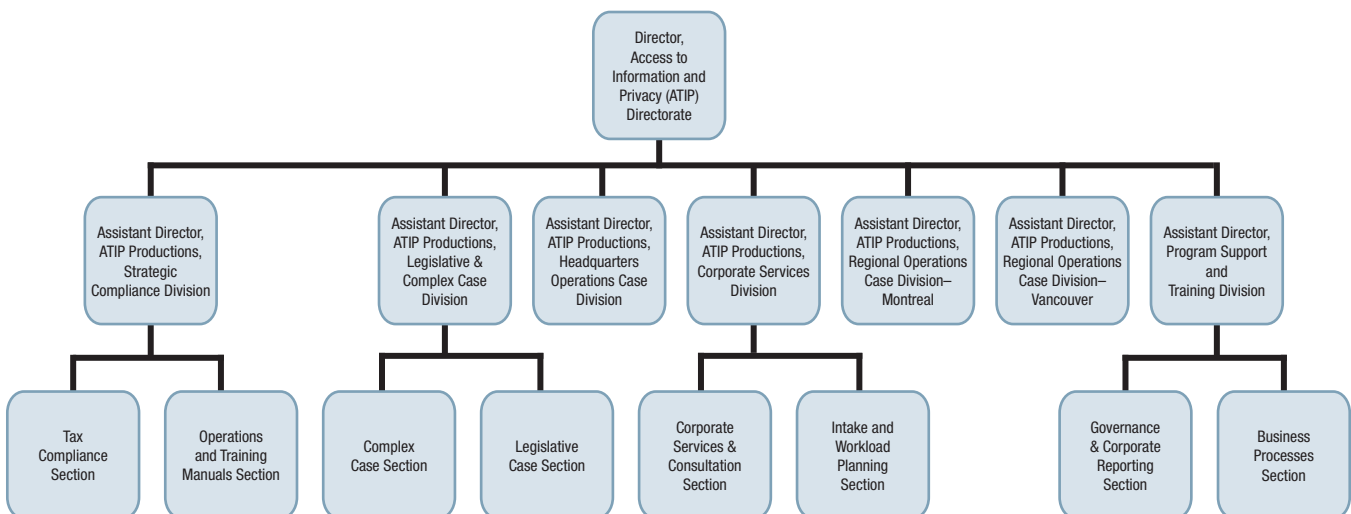 Director,
Access to
Information and
Privacy (ATIP)
Directorate
Assistant Director,
ATIP Productions,
Strategic
Compliance Division
Assistant Director,
ATIP Productions,
Legislative &
Complex Case
Division
Assistant Director,
ATIP Productions,
Headquarters
Operations Case
Division
Assistant Director,
ATIP Productions,
Corporate Services
Division
Assistant Director,
ATIP Productions,
Regional Operations
Case Division–
Montreal
Assistant Director,
ATIP Productions,
Regional Operations
Case Division–
Vancouver
Assistant Director,
Program Support
and
Training Division
Tax
Compliance
Section
Operations
and Training
Manuals Section
Complex
Case Section
Legislative
Case Section
Corporate
Services &
Consultation
Section
Intake and
Workload
Planning
Section
Governance
& Corporate
Reporting
Section
Business
Processes
Section